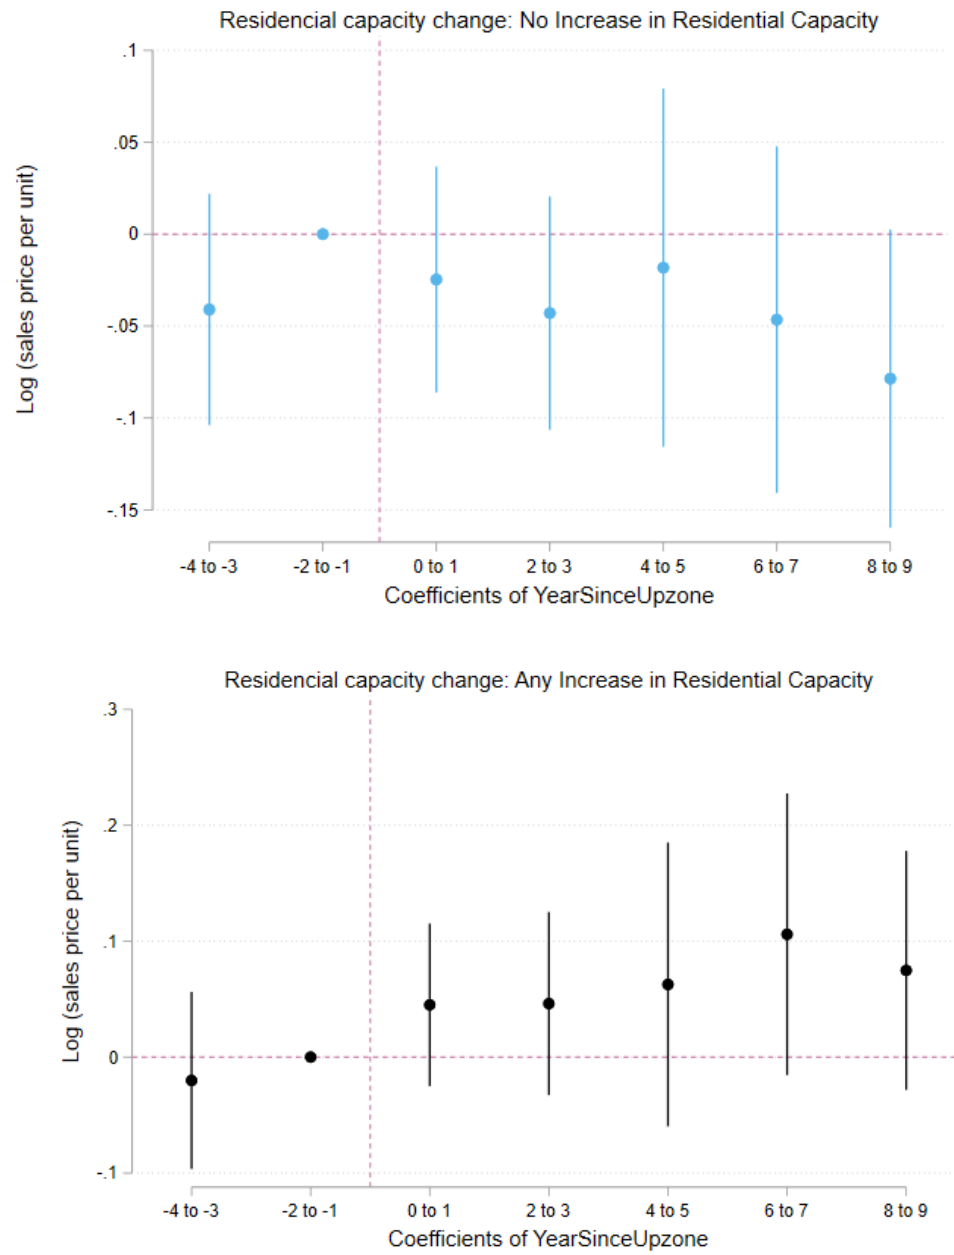 Residencial capacity change: No Increase in Residential Capacity
Log (sales price per unit)
.1
.05
0
-.05
-.1
-.15
-4 to -3 -2 to -1 0 to 1 2 to 3 4 to 5 6 to 7 8 to 9
Coefficients of YearSinceUpzone
Residencial capacity change: Any Increase in Residential Capacity
Log (sales price per unit)
.3
.2
.1
0
-.1
-4 to -3 -2 to -1 0 to 1 2 to 3 4 to 5 6 to 7 8 to 9
Coefficients of YearSinceUpzone